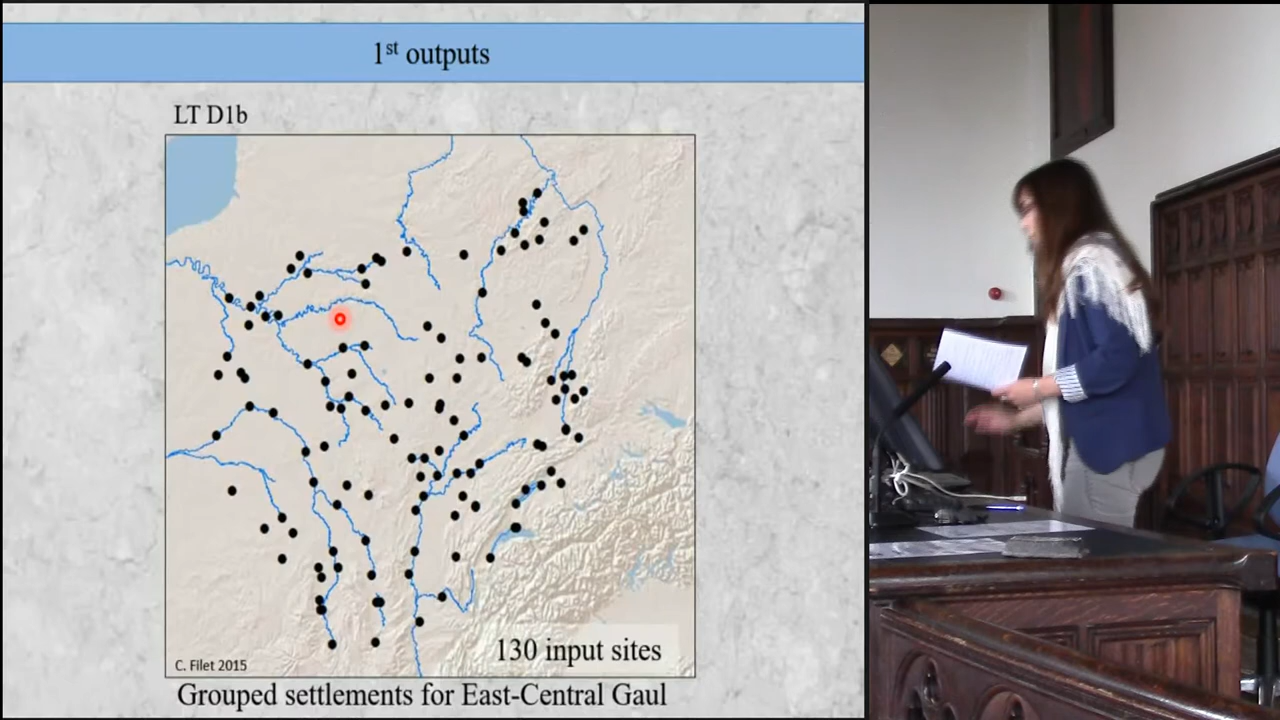 1st outputs
LT D1b
130 input sites
C. Filet 2015
Grouped settlements for East-Central Gaul